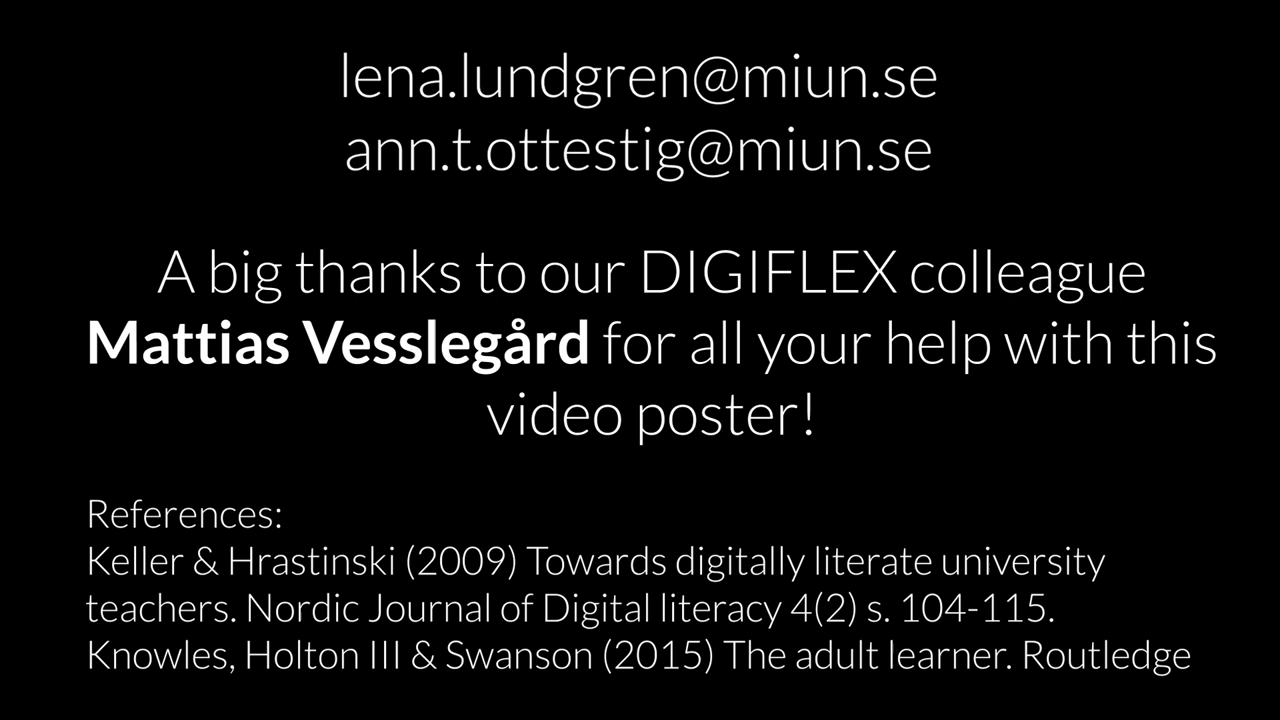 lena.lundgren@miun.se
ann.t.ottestig@miun.se
A big thanks to our DIGIFLEX colleague
Mattias Vesslegård for all your help with this
video poster!
References:
Keller & Hrastinski (2009) Towards digitally literate university
teachers. Nordic Journal of Digital literacy 4(2) s. 104-115.
Knowles, Holton III & Swanson (2015) The adult learner. Routledge